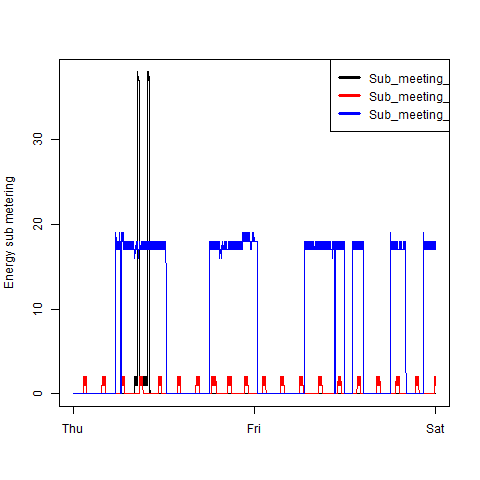 Sub_meeting_
Sub_meeting_
Sub_meeting_
Energy sub metering
30
20
10
0
Thu Fri Sat